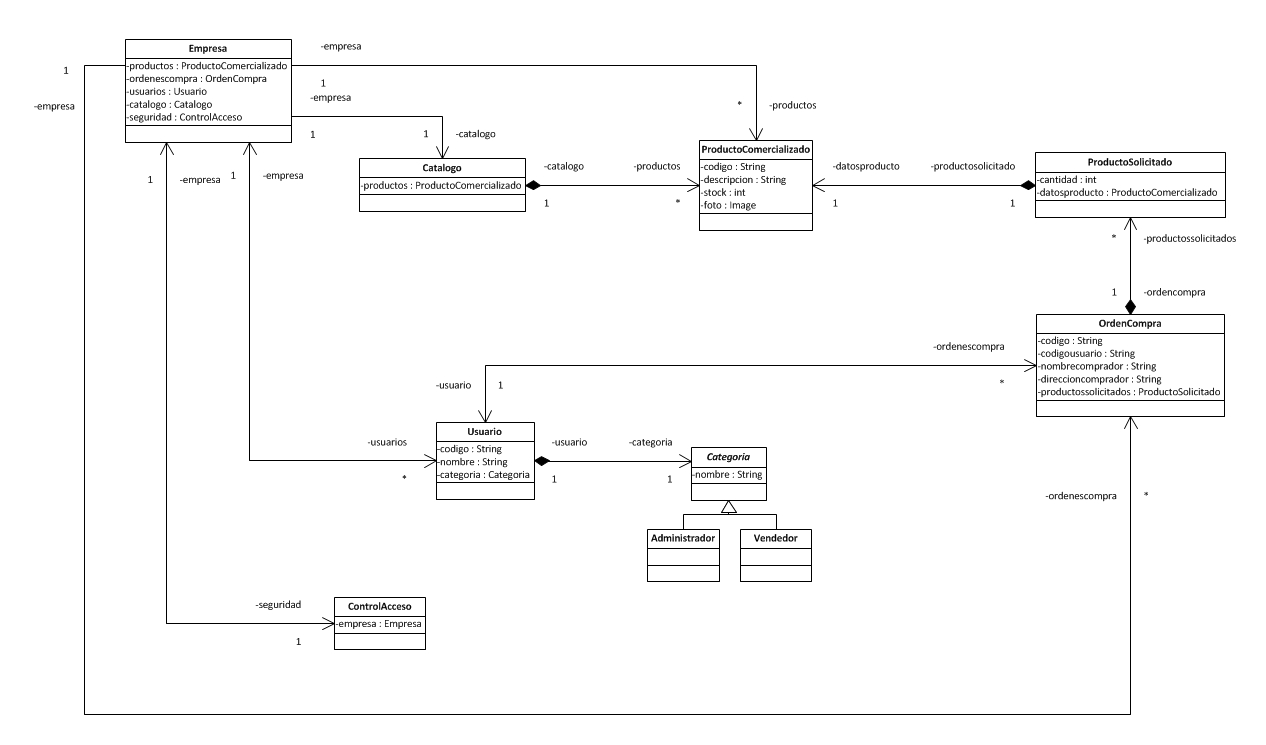 Empresa
-productos : ProductoComercializado
-ordenescompra : OrdenCompra
-usuarios : Usuario
-catalogo : Catalogo
-seguridad : ControlAcceso
-empresa
1
-empresa
1
1
-empresa
*
-productos
1
-catalogo
1
-empresa
1
-empresa
Catalogo
-productos : ProductoComercializado
-catalogo
1
-productos
*
ProductoComercializado
-codigo : String
-descripcion : String
-stock : int
-foto : Image
-datosproducto
1
-productosolicitado
1
ProductoSolicitado
-cantidad : int
-datosproducto : ProductoComercializado
*
-productossolicitados
1
-ordencompra
OrdenCompra
-codigo : String
-codigousuario : String
-nombrecomprador : String
-direccioncomprador : String
-productossolicitados : ProductoSolicitado
-ordenescompra
*
-usuario
1
-usuarios
*
Usuario
-codigo : String
-nombre : String
-categoria : Categoria
-usuario
1
-categoria
1
Categoria
-nombre : String
Administrador
Vendedor
-ordenescompra
*
-seguridad
1
ControlAcceso
-empresa : Empresa